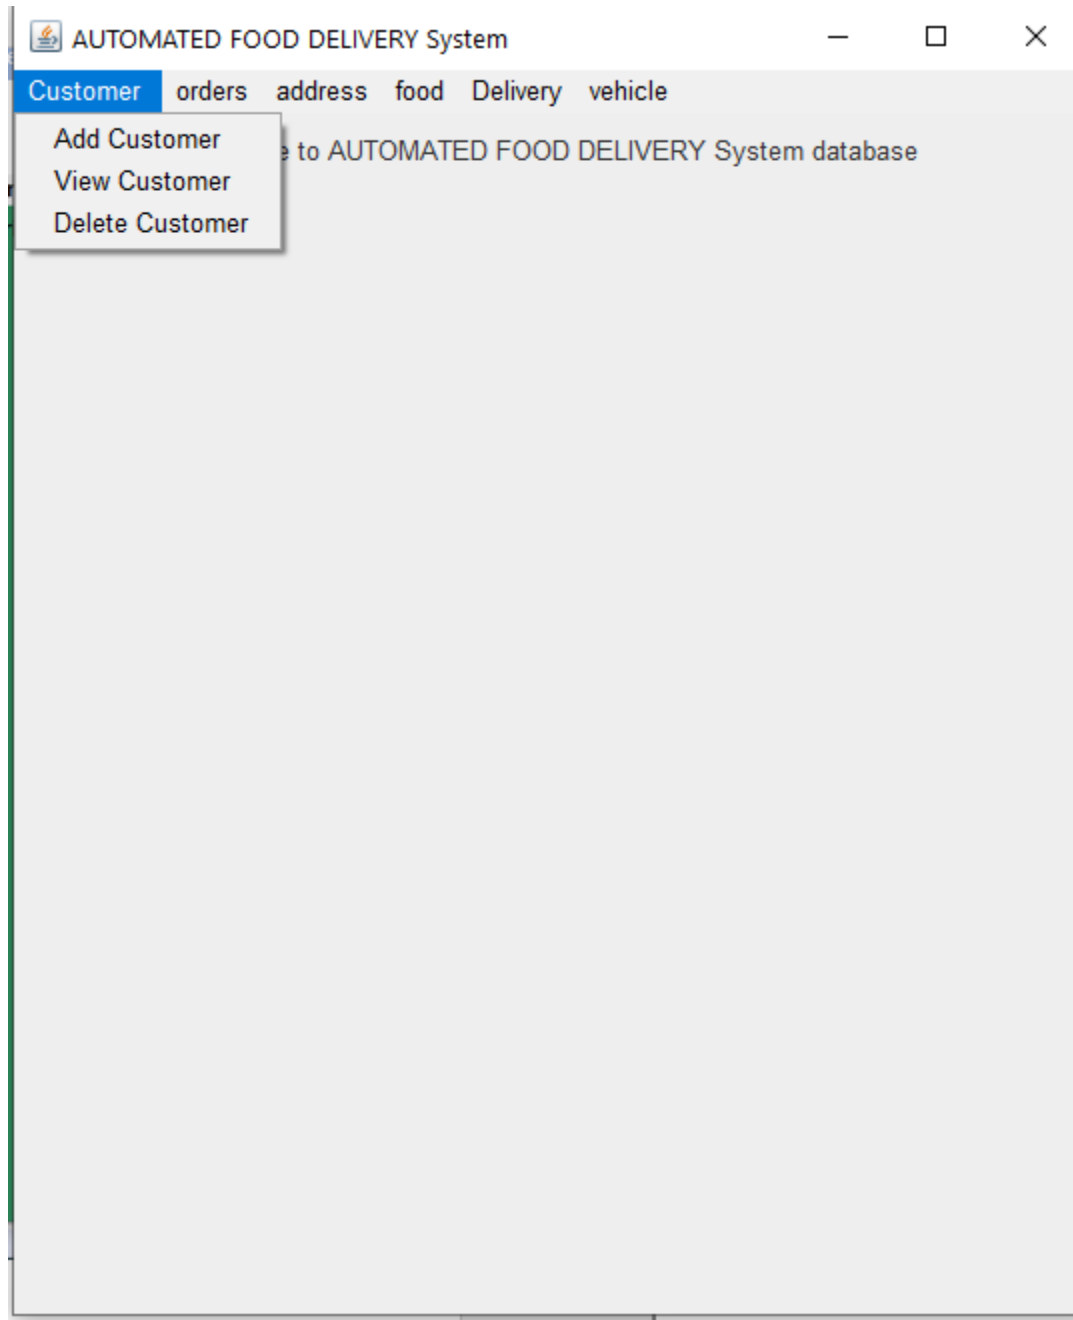 AUTOMATED FOOD DELIVERY System
Customer orders address food Delivery vehicle
Add Customer
to AUTOMATED FOOD DELIVERY System database
View Customer
Delete Customer